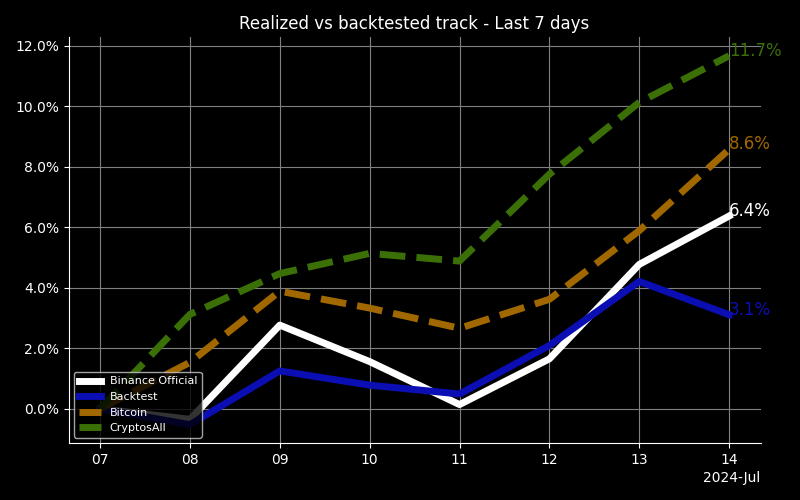 Realized vs backtested track - Last 7 days
12.0%
10.0%
8.0%
6.0%
4.0%
2.0%
0.0%
11.7%
8.6%
6.4%
3.1%
Binance Official
Backtest
Bitcoin
CryptosAll
07 08 09 10 11 12 13 14
2024-Jul